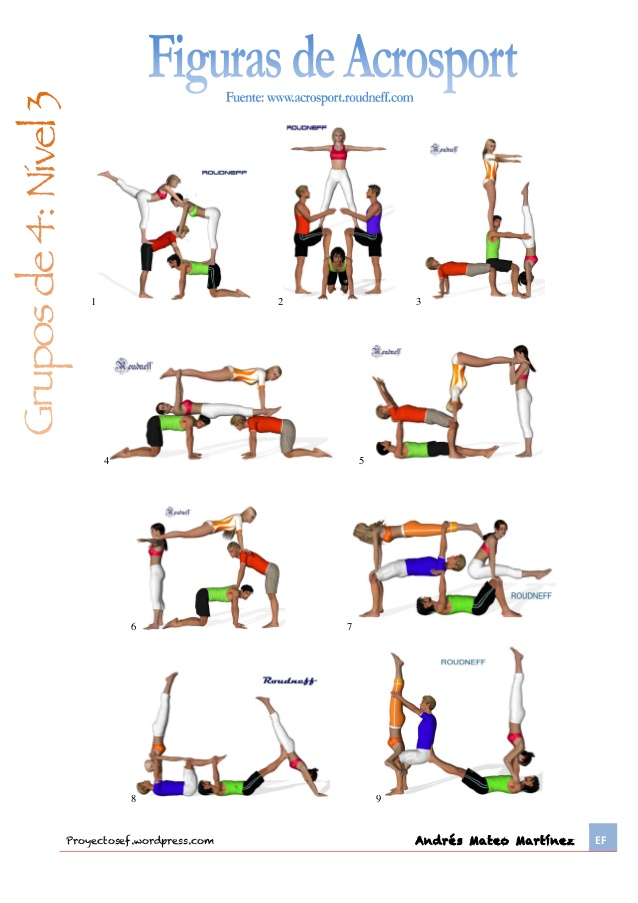 Figuras de Acrosport
Fuente: www.acrosport.roudneff.com
Grupos de 4: Nivel 3
ROUDNEFF
ROUDNEFF
Roudneff
1
2
3
Roudneff
Roudneff
4
5
Roudneff
ROUDNEFF
6
7
Roudneff
ROUDNEFF
8
9
Proyectosef.wordpress.com
Andrés Mateo Martínez
EF